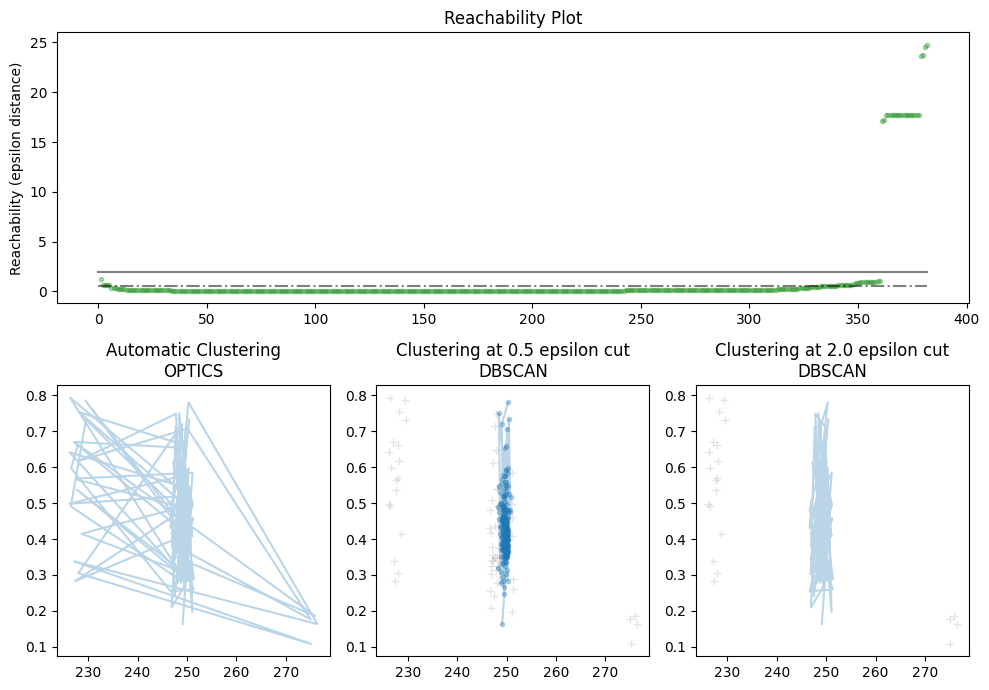 Reachability Plot
Reachability (epsilon distance)
25
20
15
10
5
0
0 50 100 150 200 250 300 350 400
Automatic Clustering
OPTICS
0.8
0.7
0.6
0.5
0.4
0.3
0.2
0.1
230 240 250 260 270
Clustering at 0.5 epsilon cut
DBSCAN
0.8
0.7
0.6
0.5
0.4
0.3
0.2
0.1
230 240 250 260 270
Clustering at 2.0 epsilon cut
DBSCAN
0.8
0.7
0.6
0.5
0.4
0.3
0.2
0.1
230 240 250 260 270